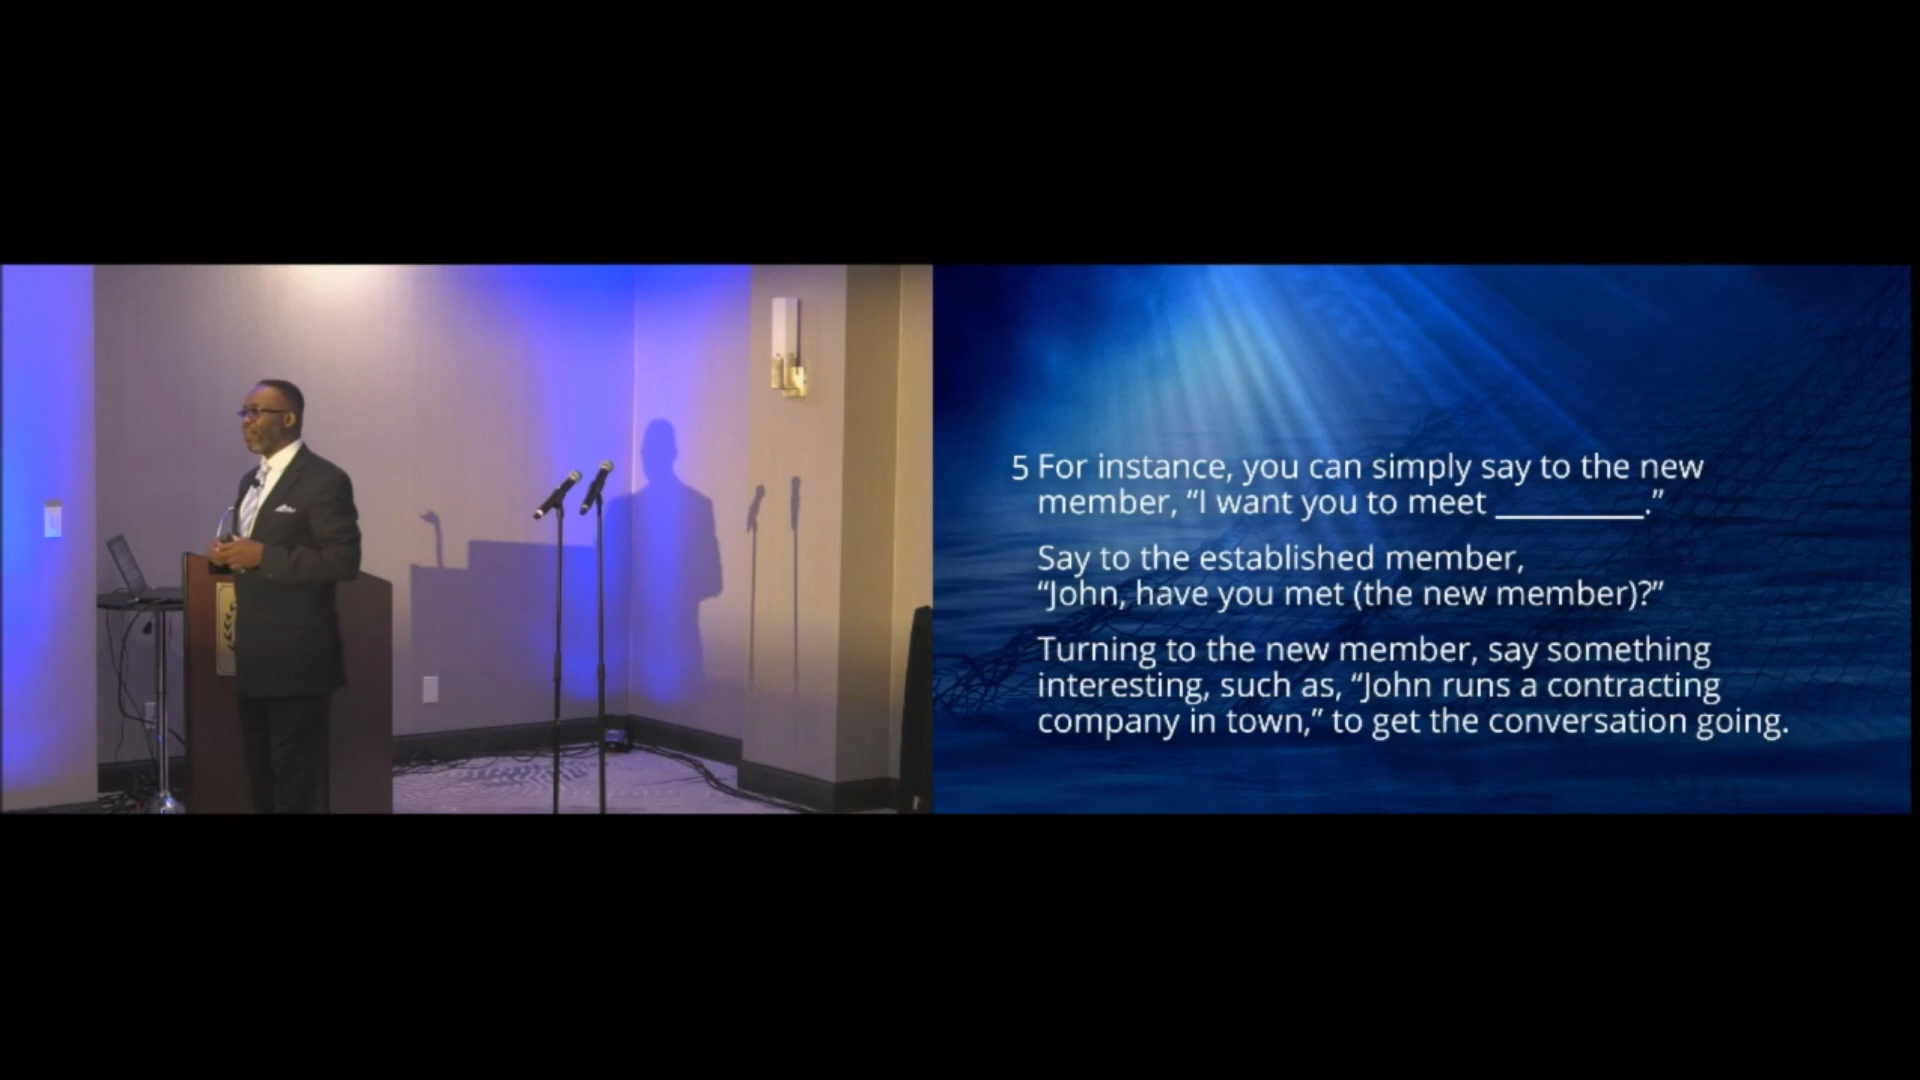 5 For instance, you can simply say to the new
member, “I want you to meet _________.”
Say to the established member,
“John, have you met (the new member)?”
Turning to the new member, say something
interesting, such as, “John runs a contracting
company in town,” to get the conversation going.